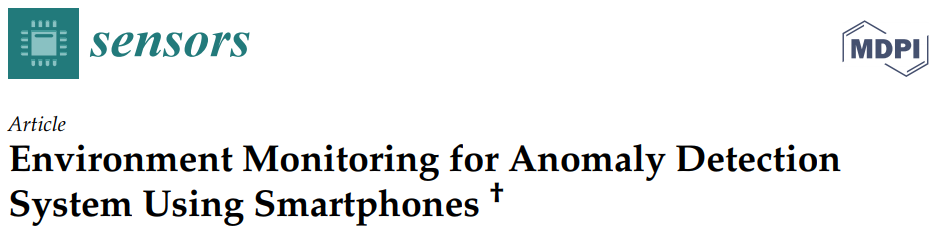 sensors
MDPI
Article
Environment Monitoring for Anomaly Detection
System Using Smartphones †